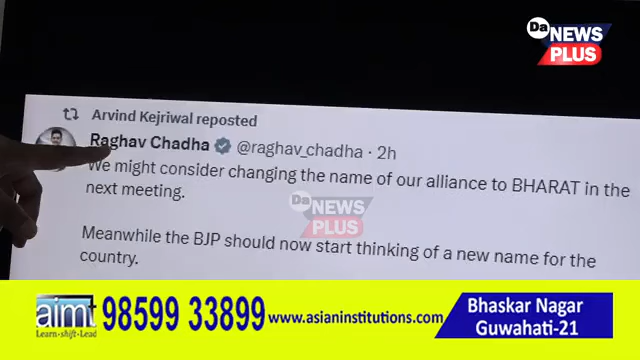 Da
NEWS
PLUS
Arvind Kejriwal reposted
Raghav Chadha @raghav_chadha · 2h
We might consider changing the name of our alliance to BHARAT in the
next meeting.
Da
NEWS
PLUS
Meanwhile the BJP should now start thinking of a new name for the
country.
aimt
Learn-shift-Lead
98599 33899
www.asianinstitutions.com
Bhaskar Nagar
Guwahati-21